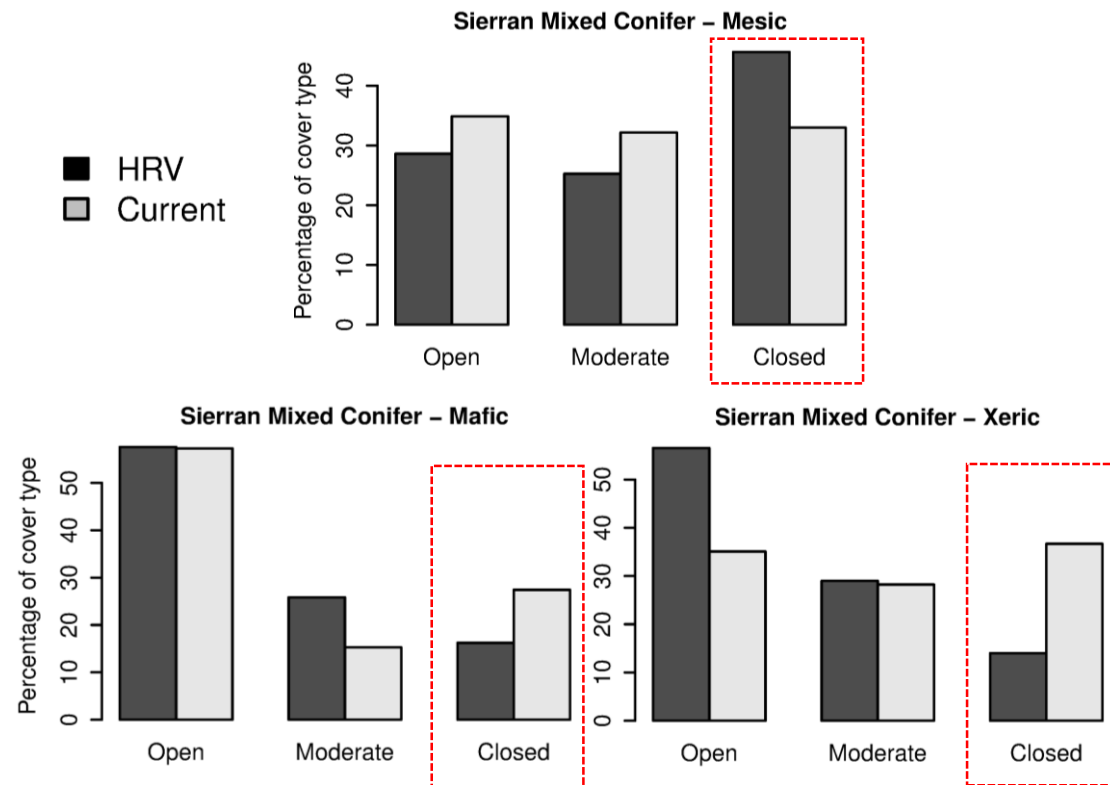 Sierran Mixed Conifer – Mesic
HRV
Current
Percentage of cover type
0 10 20 30 40
Open Moderate Closed
Sierran Mixed Conifer – Mafic
Percentage of cover type
0 10 20 30 40 50
Open Moderate Closed
Sierran Mixed Conifer – Xeric
0 10 20 30 40 50
Open Moderate Closed